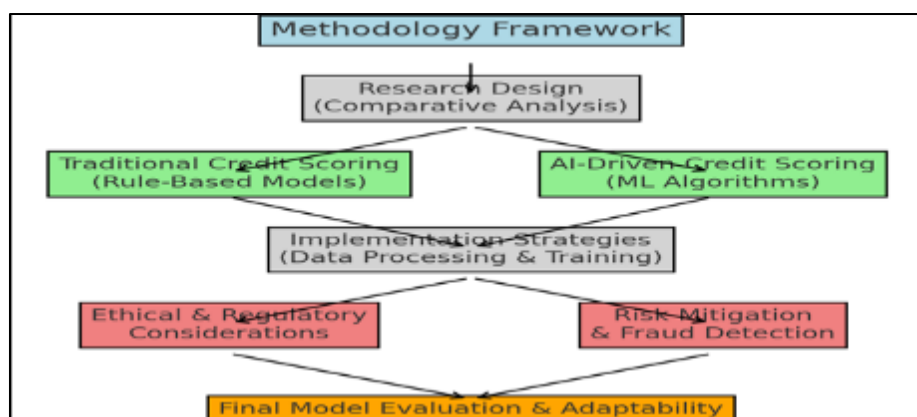 Methodology Framework
Research Design
(Comparative Analysis)
Traditional Credit Scoring
(Rule-Based Models)
AI-Driven Credit Scoring
(ML Algorithms)
Implementation Strategies
(Data Processing & Training)
Ethical & Regulatory
Considerations
Risk Mitigation
& Fraud Detection
Final Model Evaluation & Adaptability